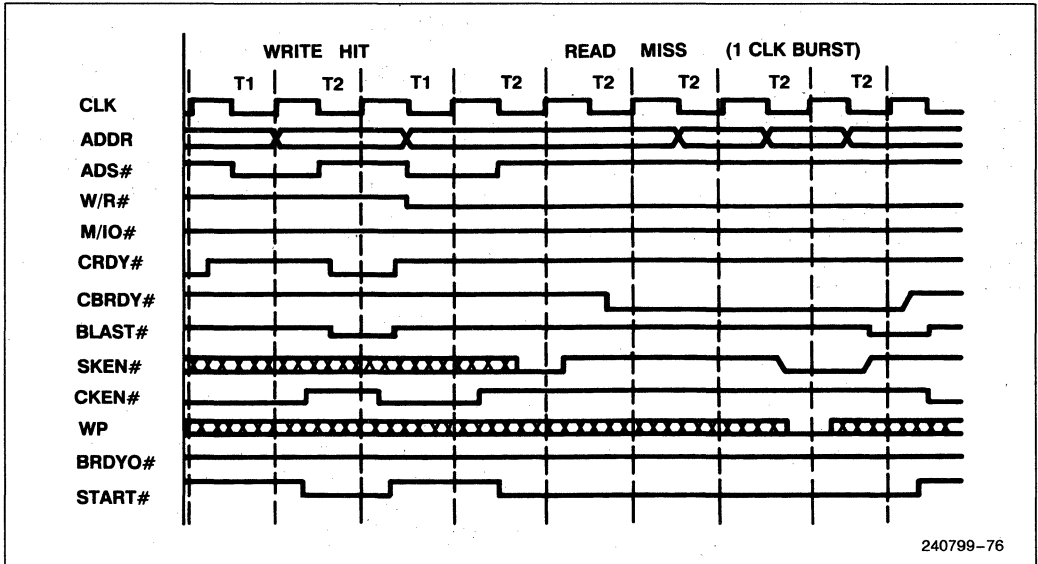 WRITE HIT READ MISS (1 CLK BURST)
T1 T2 T1 T2 T2 T2 T2 T2
CLK
ADDR
ADS#
W/R#
M/IO#
CRDY#
CBRDY#
BLAST#
SKEN#
CKEN#
WP
BRDYO#
START#
240799-76